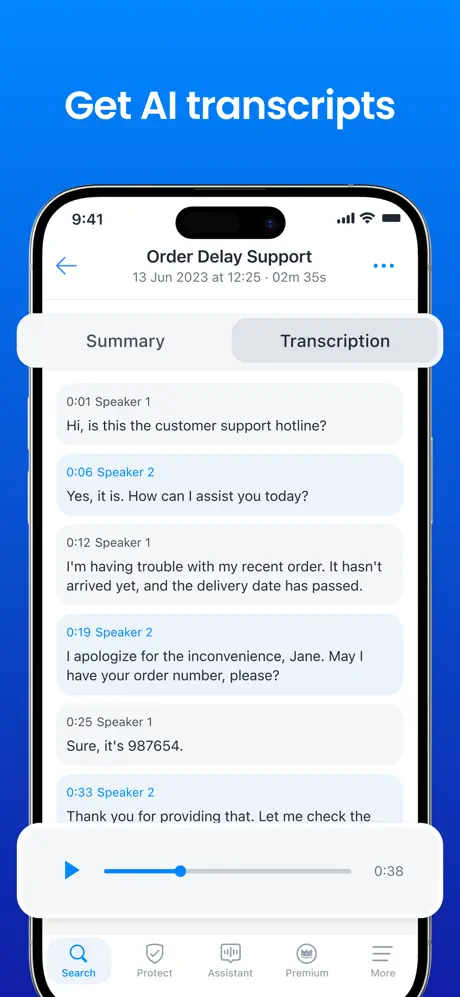 Get AI transcripts
9:41
Order Delay Support
13 Jun 2023 at 12:25 · 02m 35s
Summary
Transcription
0:01 Speaker 1
Hi, is this the customer support hotline?
0:06 Speaker 2
Yes, it is. How can I assist you today?
0:12 Speaker 1
I'm having trouble with my recent order. It hasn't
arrived yet, and the delivery date has passed.
0:19 Speaker 2
I apologize for the inconvenience, Jane. May I
have your order number, please?
0:25 Speaker 1
Sure, it's 987654.
0:33 Speaker 2
Thank you for providing that. Let me check the
0:38
Search
Protect
Assistant
Premium
More